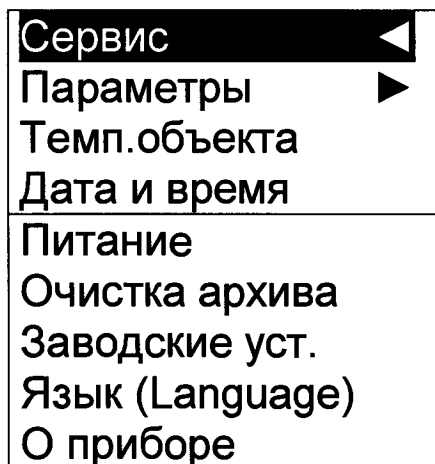 Сервис ◀
Параметры ▶
Темп.объекта
Дата и время
Питание
Очистка архива
Заводские уст.
Язык (Language)
О приборе